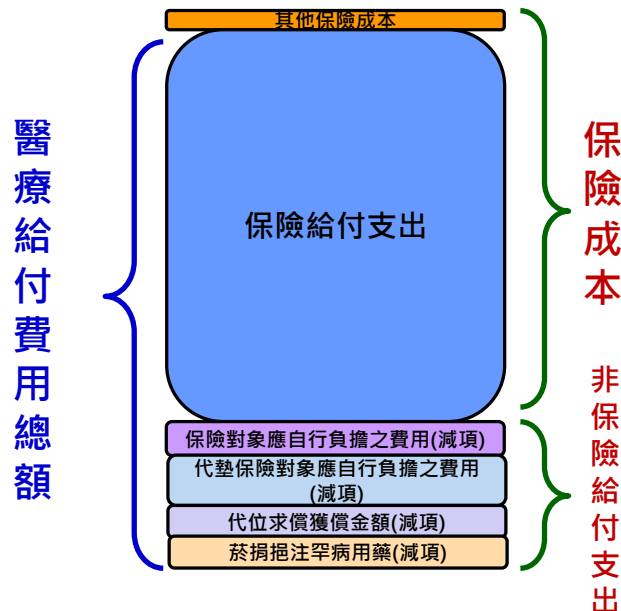 其他保險成本
醫療給付費用總額
保險給付支出
保險成本
保險對象應自行負擔之費用(減項)
代墊保險對象應自行負擔之費用
(減項)
代位求償獲償金額(減項)
菸捐挹注罕病用藥(減項)
非保險給付支出